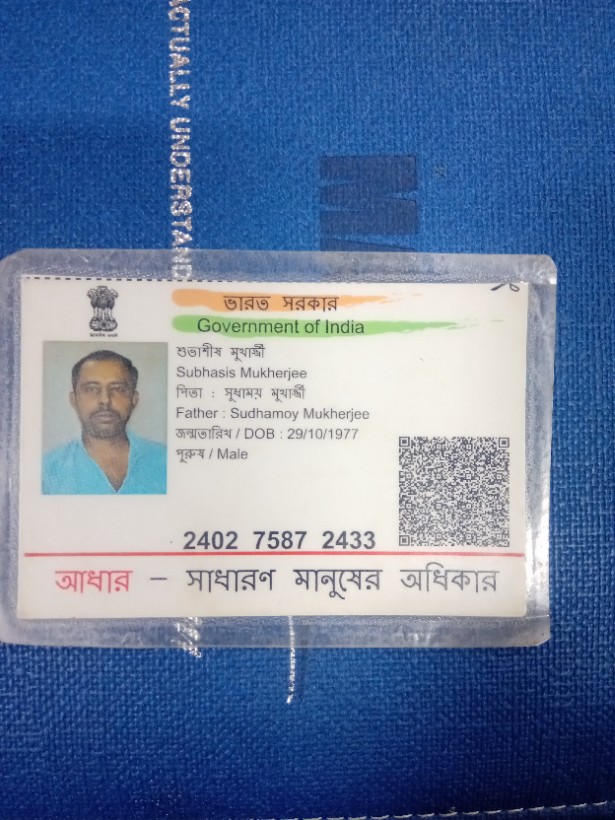 ACTUALLY UNDERSTAND
ভারত সরকার
Government of India
শুভাশীষ মুখার্জ্জী
Subhasis Mukherjee
পিতা : সুধাময় মুখার্জ্জী
Father : Sudhamoy Mukherjee
জন্মতারিখ / DOB : 29/10/1977
পুরুষ / Male
2402 7587 2433
আধার – সাধারণ মানুষের অধিকার